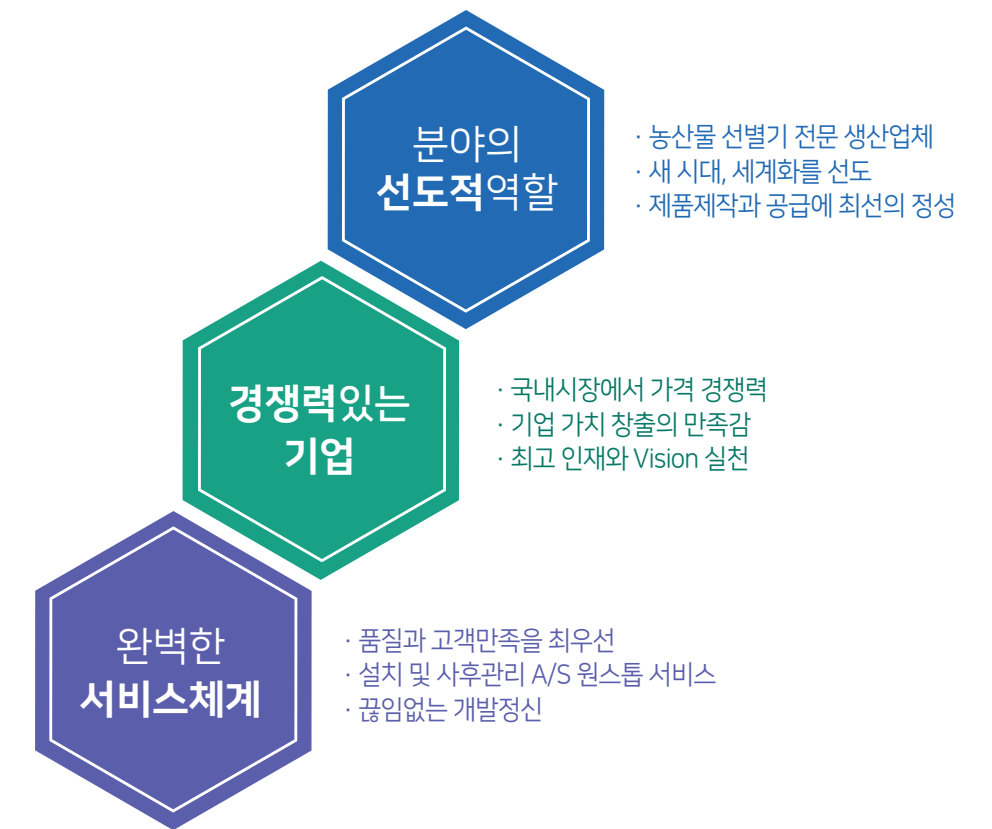 분야의
선도적역할
· 농산물 선별기 전문 생산업체
· 새 시대, 세계화를 선도
· 제품제작과 공급에 최선의 정성
경쟁력있는
기업
· 국내시장에서 가격 경쟁력
· 기업 가치 창출의 만족감
· 최고 인재와 Vision 실천
완벽한
서비스체계
· 품질과 고객만족을 최우선
· 설치 및 사후관리 A/S 원스톱 서비스
· 끊임없는 개발정신